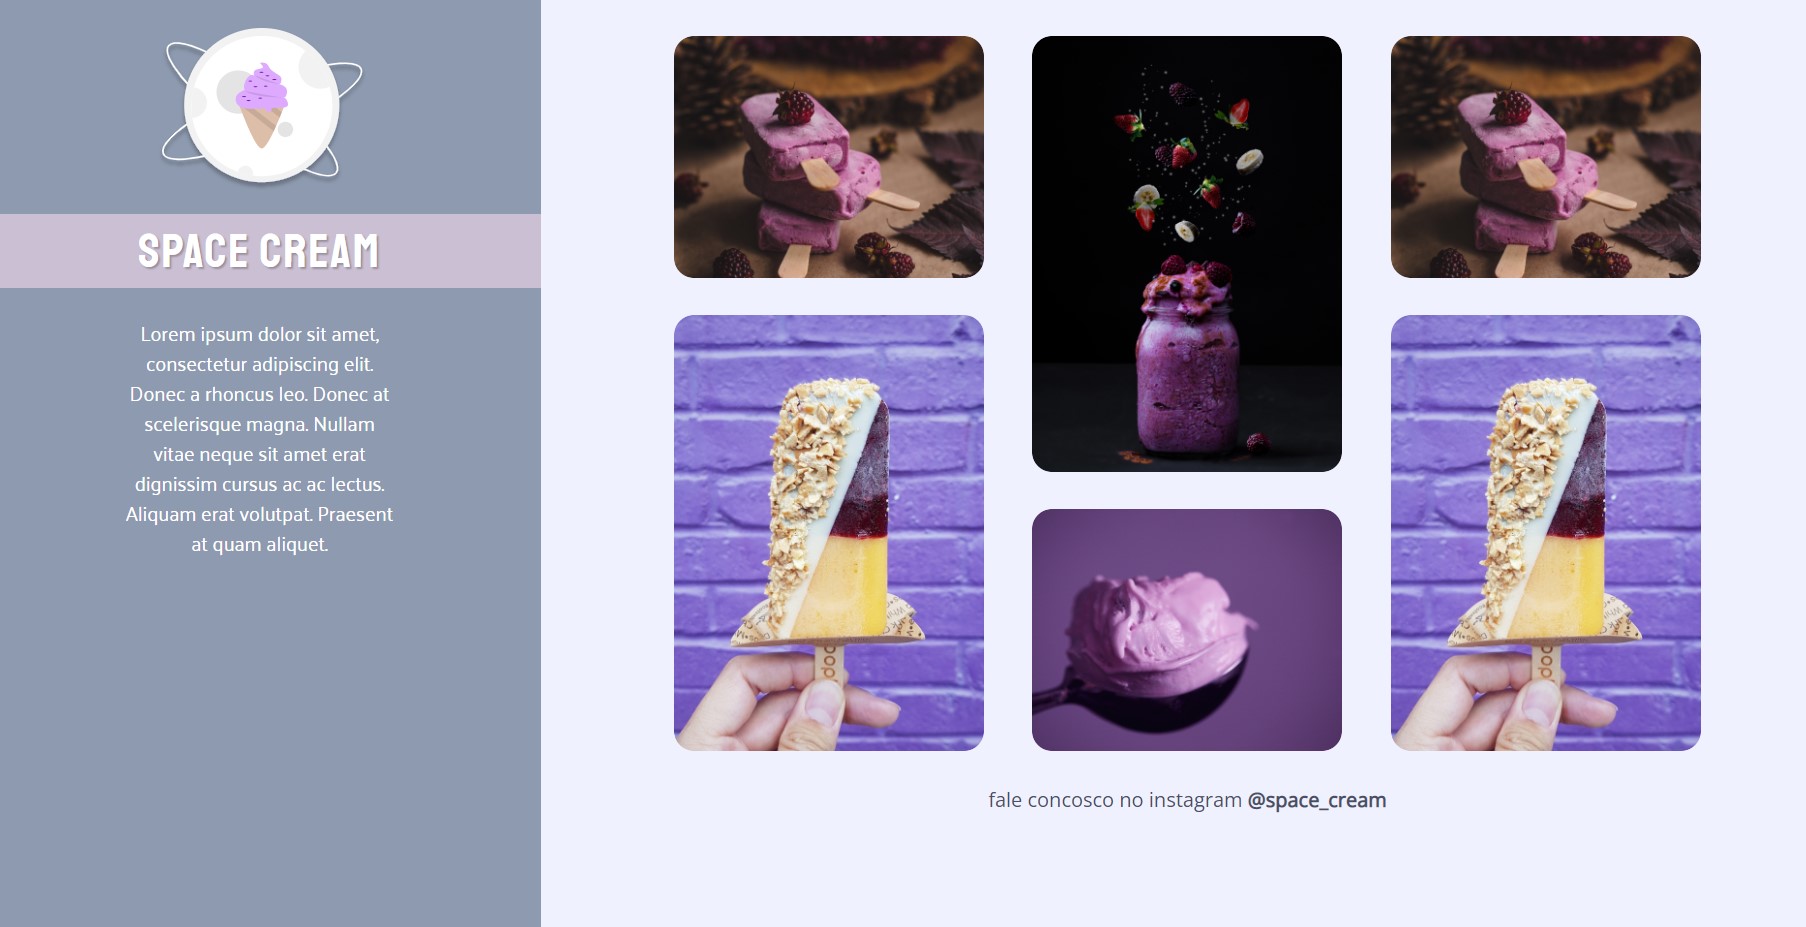 SPACE CREAM
Lorem ipsum dolor sit amet,
consectetur adipiscing elit.
Donec a rhoncus leo. Donec at
scelerisque magna. Nullam
vitae neque sit amet erat
dignissim cursus ac ac lectus.
Aliquam erat volutpat. Praesent
at quam aliquet.
fale concosco no instagram @space_cream